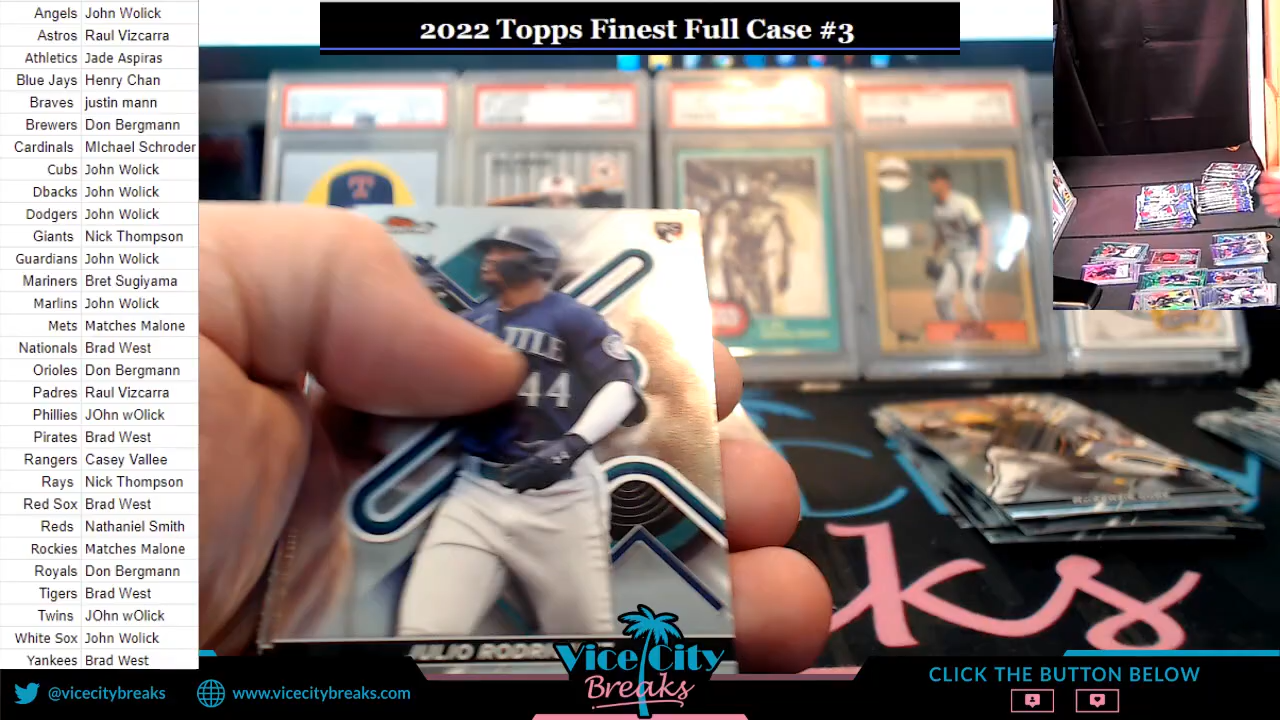 2022 Topps Finest Full Case #3
Angels John Wolick
Astros Raul Vizcarra
Athletics Jade Aspiras
Blue Jays Henry Chan
Braves justin mann
Brewers Don Bergmann
Cardinals MIchael Schroder
Cubs John Wolick
Dbacks John Wolick
Dodgers John Wolick
Giants Nick Thompson
Guardians John Wolick
Mariners Bret Sugiyama
Marlins John Wolick
Mets Matches Malone
Nationals Brad West
Orioles Don Bergmann
Padres Raul Vizcarra
Phillies JOhn wOlick
Pirates Brad West
Rangers Casey Vallee
Rays Nick Thompson
Red Sox Brad West
Reds Nathaniel Smith
Rockies Matches Malone
Royals Don Bergmann
Tigers Brad West
Twins JOhn wOlick
White Sox John Wolick
Yankees Brad West
T
RC
44
JULIO RODR
ks
Vice City
Breaks
@vicecitybreaks
www.vicecitybreaks.com
CLICK THE BUTTON BELOW